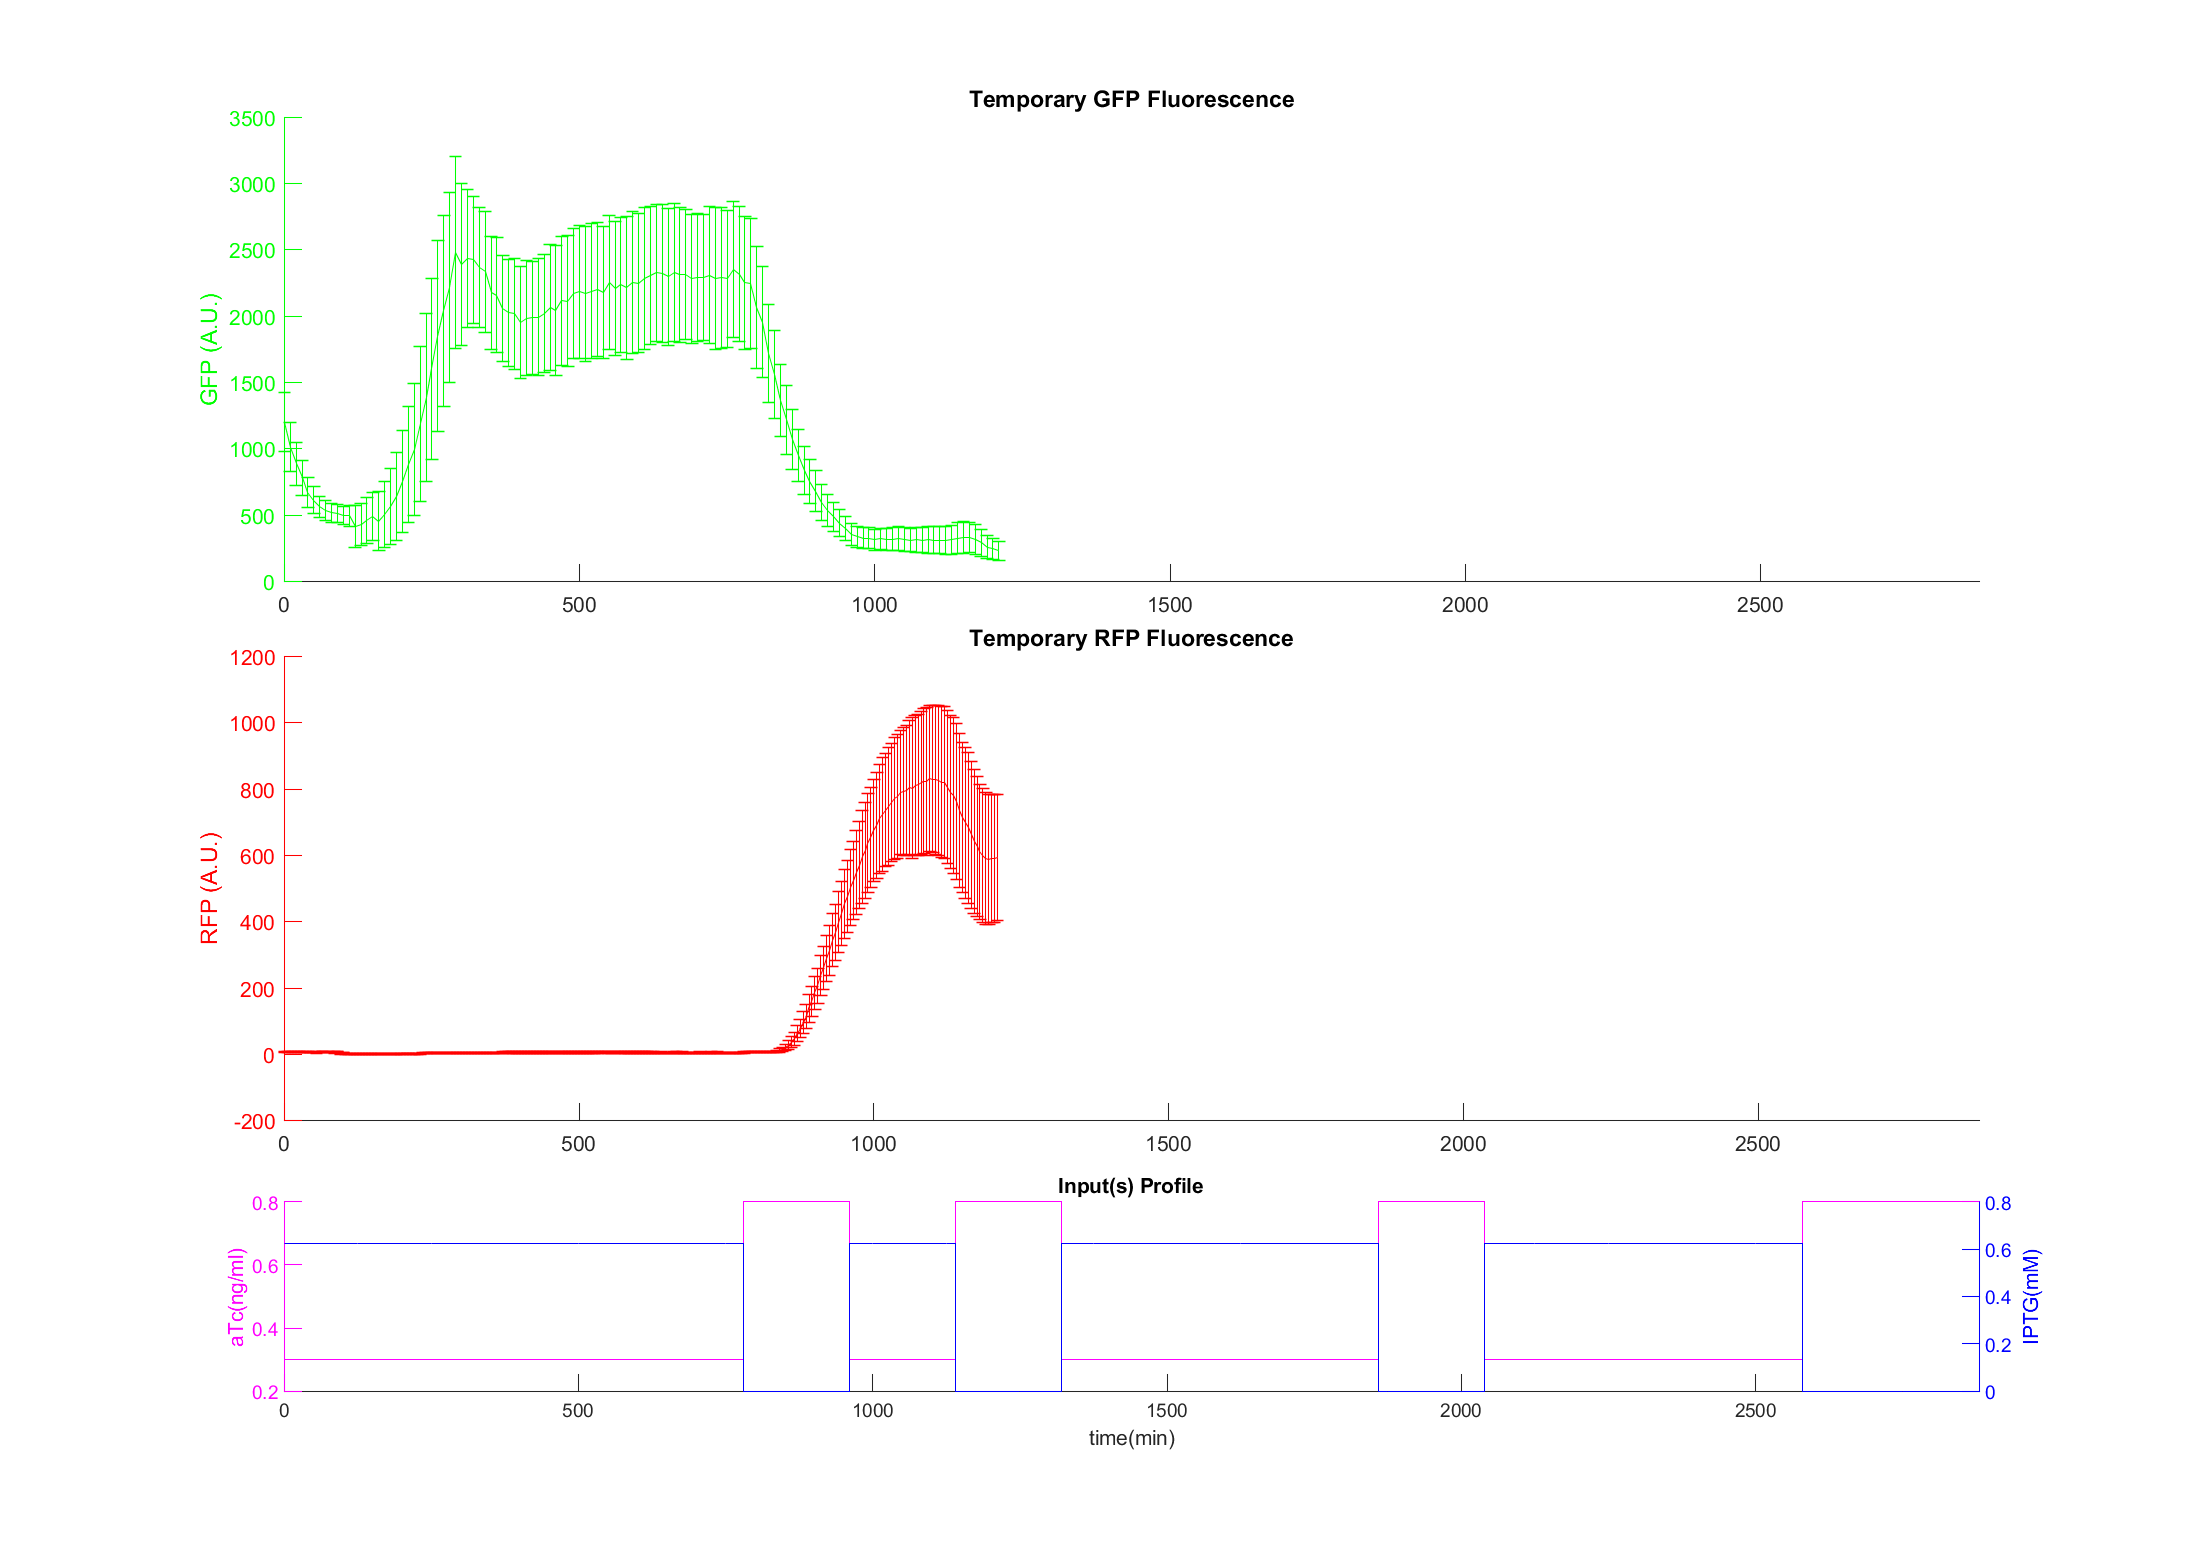 Temporary GFP Fluorescence
3500
3000
2500
2000
1500
1000
500
0
GFP (A.U.)
0 500 1000 1500 2000 2500
Temporary RFP Fluorescence
1200
1000
800
600
400
200
0
-200
RFP (A.U.)
0 500 1000 1500 2000 2500
Input(s) Profile
0.8
0.6
0.4
0.2
aTc(ng/ml)
0.8
0.6
0.4
0.2
0
IPTG(mM)
0 500 1000 1500 2000 2500
time(min)